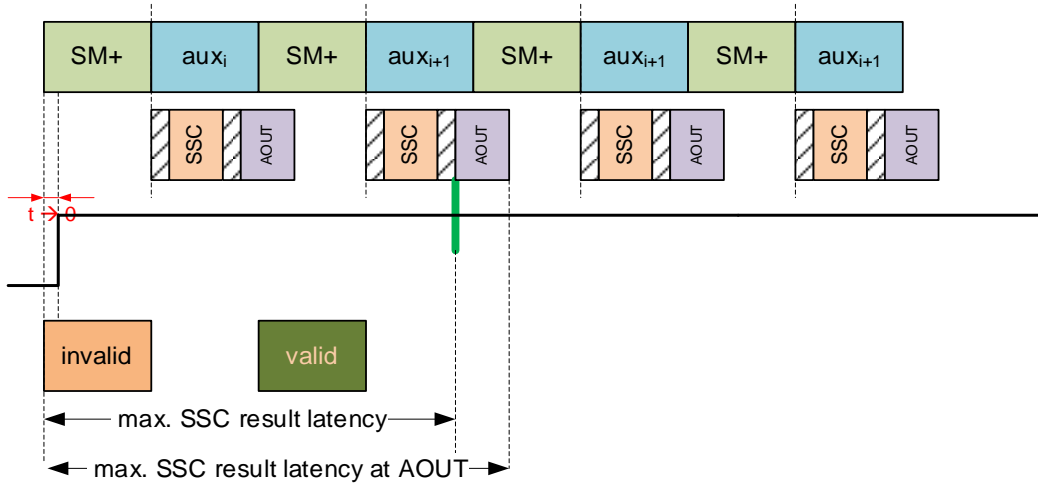 SM+ auxi SM+ auxi+1 SM+ auxi+1 SM+ auxi+1
SSC AOUT SSC AOUT SSC AOUT SSC AOUT
t → 0
invalid valid
max. SSC result latency
max. SSC result latency at AOUT